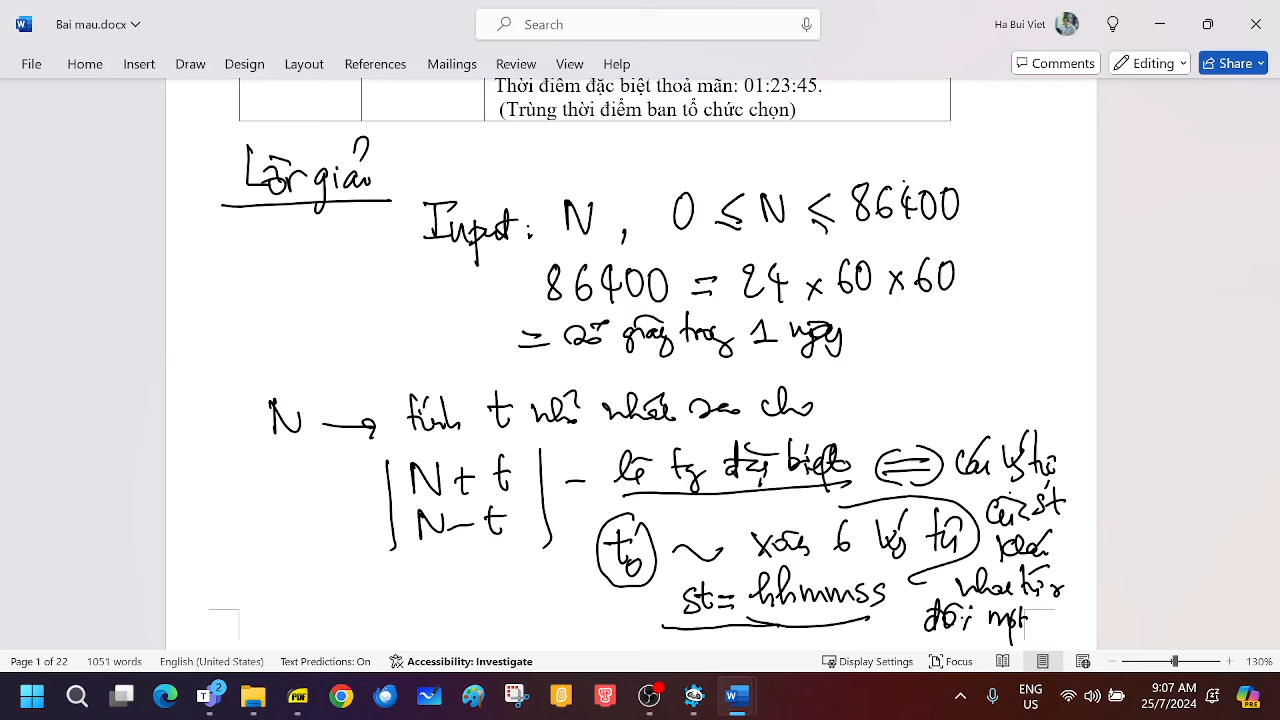 Bai mau.docx
Search
Ha Bui Viet
File Home Insert Draw Design Layout References Mailings Review View Help
Comments Editing Share
Thời điểm đặc biệt thoả mãn: 01:23:45.
(Trùng thời điểm ban tổ chức chọn)
Lời giải
Input: N, 0 ≤ N ≤ 86400
86400 = 24 × 60 × 60
= số giây trong 1 ngày
N → tính t nhỏ nhất sao cho
N + t
N - t
- là tg đặc biệt ⇔ các ký tự
của st
khác
nhau từng
đôi một
t₀ ~ xâu 6 ký tự
st = hhmmss
Page 1 of 22 1051 words English (United States) Text Predictions: On Accessibility: Investigate Display Settings Focus 130%
ENG
US
9:07 AM
25/7/2024